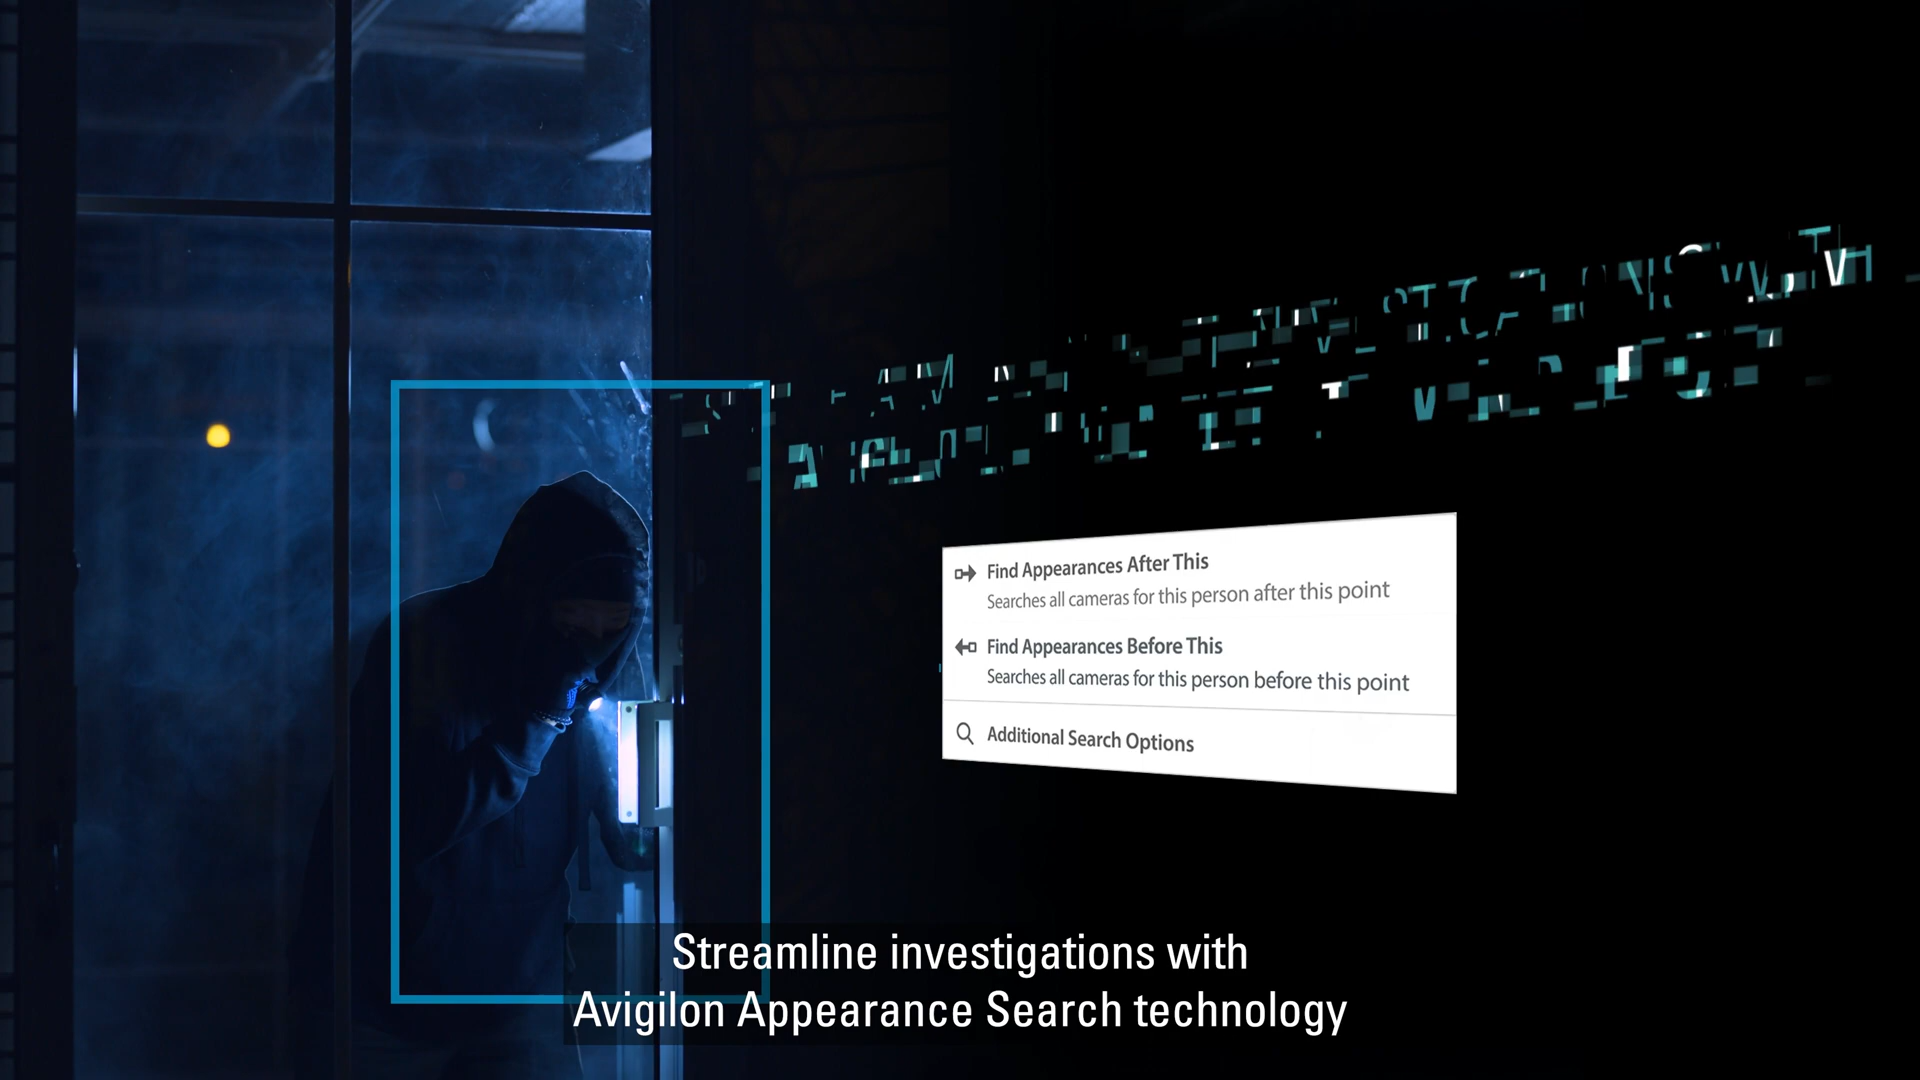 Find Appearances After This
Searches all cameras for this person after this point
Find Appearances Before This
Searches all cameras for this person before this point
Additional Search Options
Streamline investigations with
Avigilon Appearance Search technology